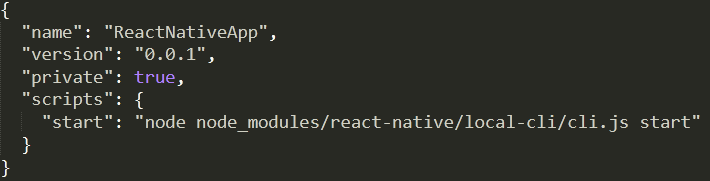 {
  "name": "ReactNativeApp",
  "version": "0.0.1",
  "private": true,
  "scripts": {
    "start": "node node_modules/react-native/local-cli/cli.js start"
  }
}